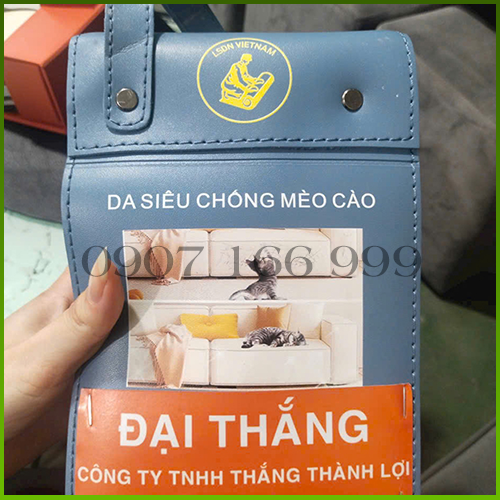 LSDN VIETNAM
DA SIÊU CHỐNG MÈO CÀO
0907 166 999
ĐẠI THẮNG
CÔNG TY TNHH THẮNG THÀNH LỢI